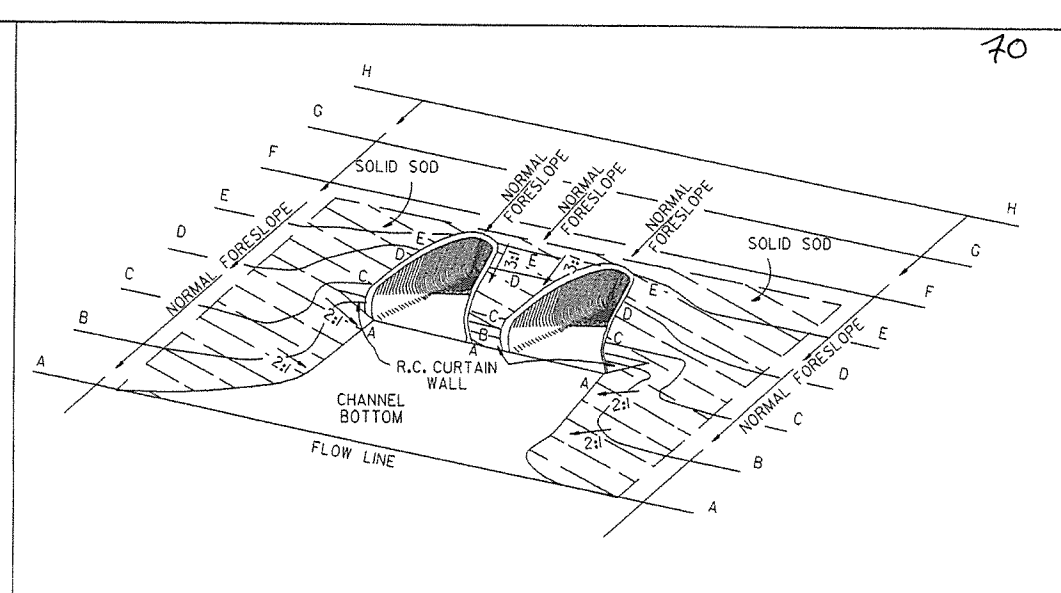 70
H
G
F
E
D
C
B
A
SOLID SOD
NORMAL
FORESLOPE
NORMAL
FORESLOPE
NORMAL
FORESLOPE
NORMAL FORESLOPE
SOLID SOD
H
G
F
E
D
C
B
A
NORMAL FORESLOPE
E
D
C
A
3:1
E
D
C
B
A
3:1
E
D
C
A
2:1
2:1
2:1
2:1
R.C. CURTAIN
WALL
CHANNEL
BOTTOM
FLOW LINE